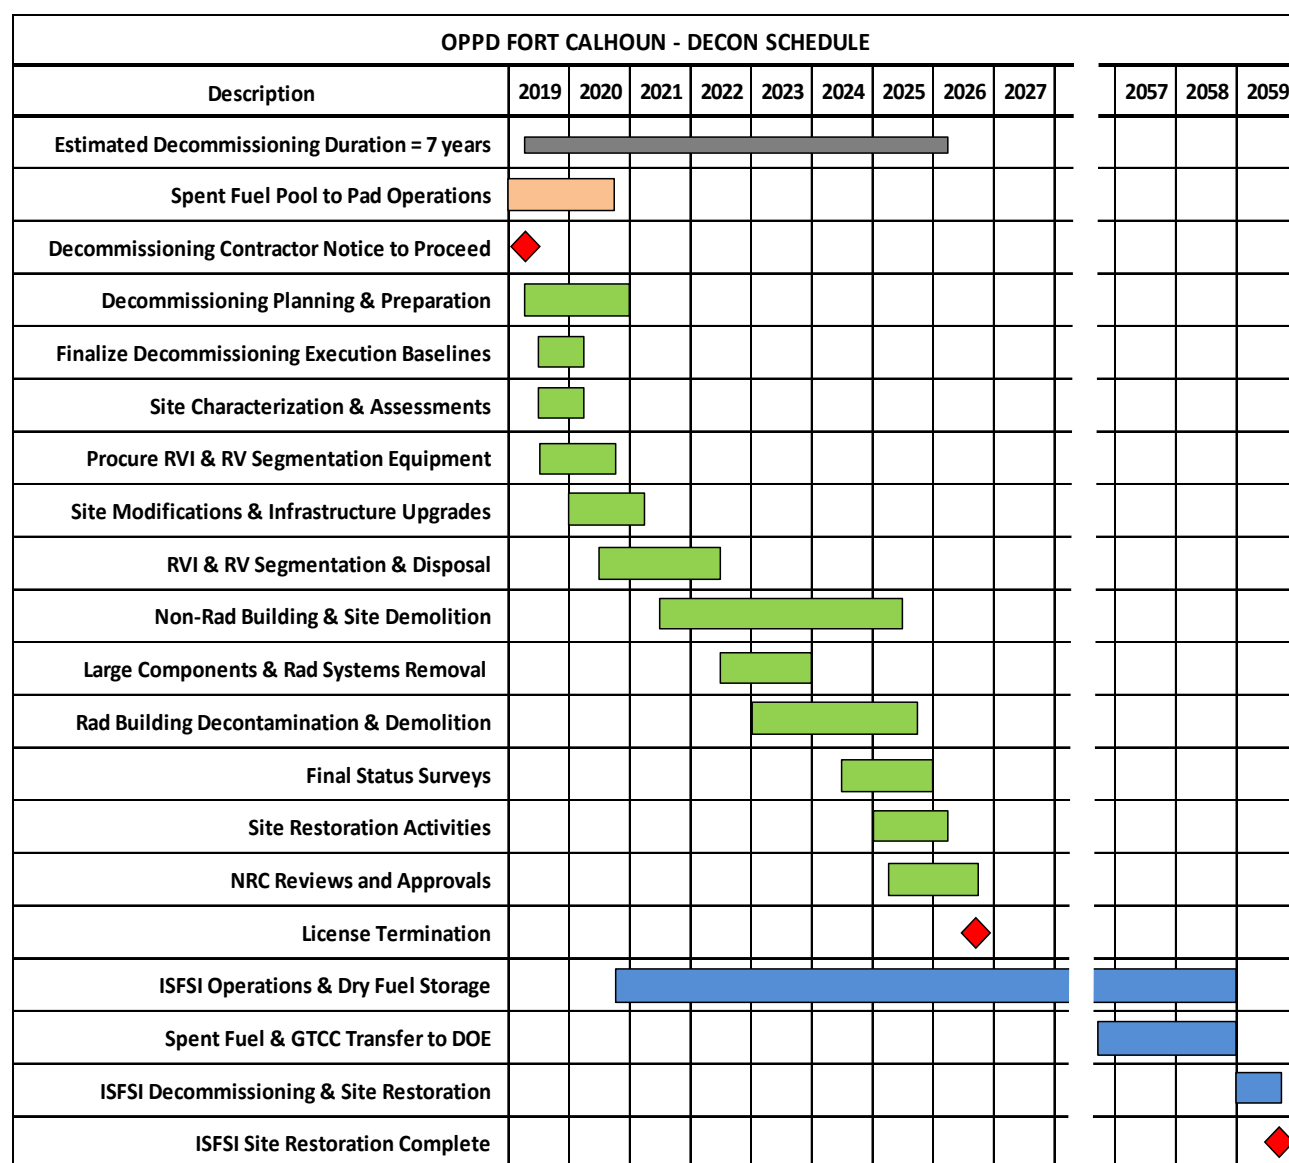 OPPD FORT CALHOUN - DECON SCHEDULE
Description 2019 2020 2021 2022 2023 2024 2025 2026 2027 2057 2058 2059
Estimated Decommissioning Duration = 7 years
Spent Fuel Pool to Pad Operations
Decommissioning Contractor Notice to Proceed
Decommissioning Planning & Preparation
Finalize Decommissioning Execution Baselines
Site Characterization & Assessments
Procure RVI & RV Segmentation Equipment
Site Modifications & Infrastructure Upgrades
RVI & RV Segmentation & Disposal
Non-Rad Building & Site Demolition
Large Components & Rad Systems Removal
Rad Building Decontamination & Demolition
Final Status Surveys
Site Restoration Activities
NRC Reviews and Approvals
License Termination
ISFSI Operations & Dry Fuel Storage
Spent Fuel & GTCC Transfer to DOE
ISFSI Decommissioning & Site Restoration
ISFSI Site Restoration Complete